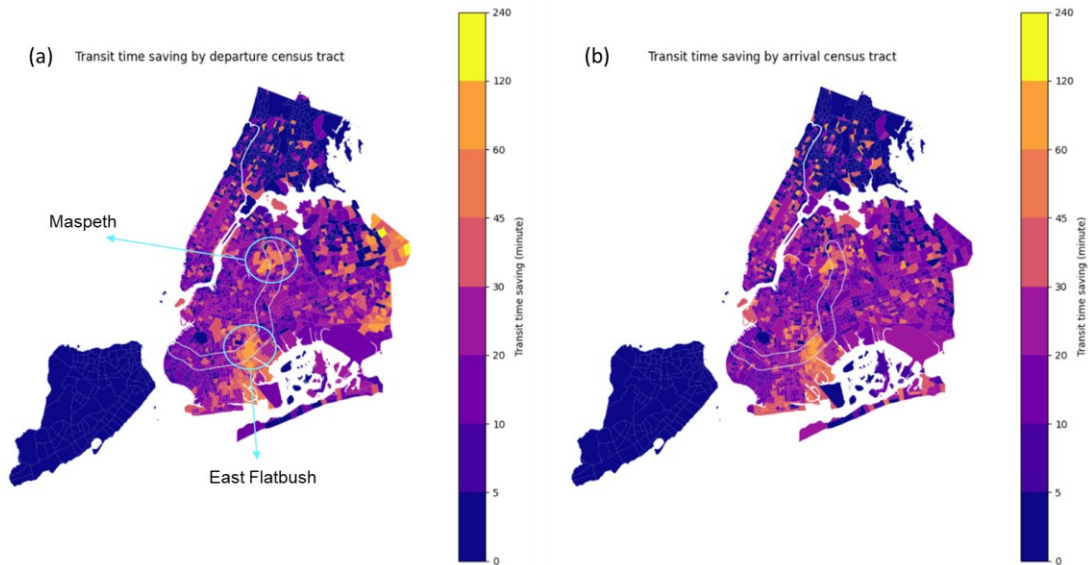 (a)
Transit time saving by departure census tract
Maspeth
East Flatbush
240
120
60
45
30
20
10
5
0
Transit time saving (minute)
(b)
Transit time saving by arrival census tract
240
120
60
45
30
20
10
5
0
Transit time saving (minute)